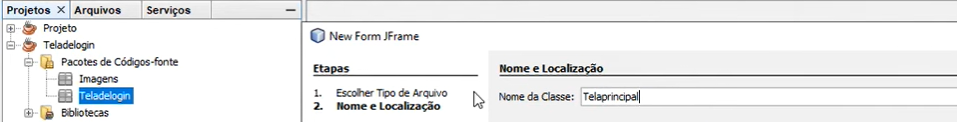 Projetos
Arquivos
Serviços
Projeto
Teladelogin
Pacotes de Códigos-fonte
Imagens
Teladelogin
Bibliotecas
New Form JFrame
Etapas
1. Escolher Tipo de Arquivo
2. Nome e Localização
Nome e Localização
Nome da Classe: Telaprincipal